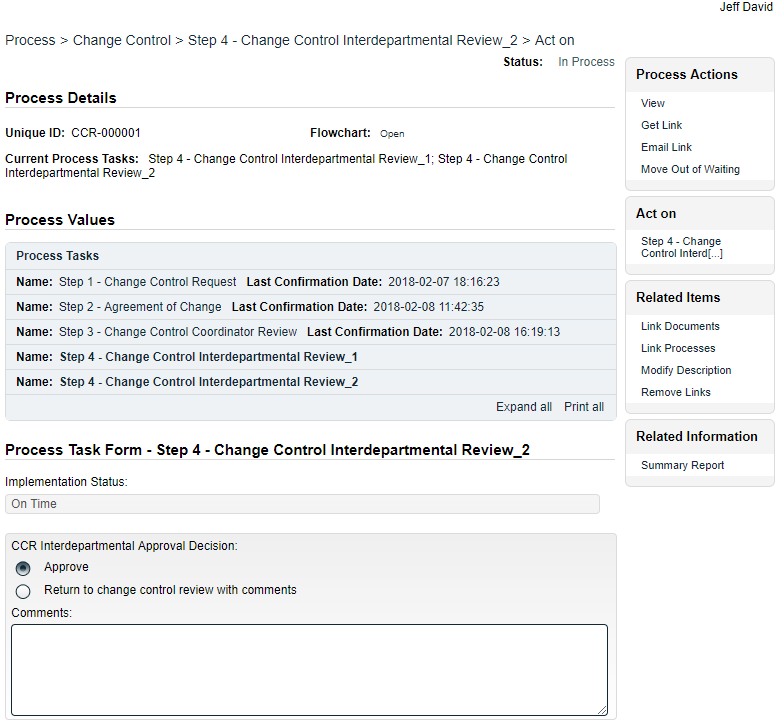 Jeff David
Process > Change Control > Step 4 - Change Control Interdepartmental Review_2 > Act on
Status: In Process
Process Details
Unique ID: CCR-000001 Flowchart: Open
Current Process Tasks: Step 4 - Change Control Interdepartmental Review_1; Step 4 - Change Control
Interdepartmental Review_2
Process Values
Process Tasks
Name: Step 1 - Change Control Request Last Confirmation Date: 2018-02-07 18:16:23
Name: Step 2 - Agreement of Change Last Confirmation Date: 2018-02-08 11:42:35
Name: Step 3 - Change Control Coordinator Review Last Confirmation Date: 2018-02-08 16:19:13
Name: Step 4 - Change Control Interdepartmental Review_1
Name: Step 4 - Change Control Interdepartmental Review_2
Expand all Print all
Process Task Form - Step 4 - Change Control Interdepartmental Review_2
Implementation Status:
On Time
CCR Interdepartmental Approval Decision:
Approve
Return to change control review with comments
Comments:
Process Actions
View
Get Link
Email Link
Move Out of Waiting
Act on
Step 4 - Change
Control Interd[...]
Related Items
Link Documents
Link Processes
Modify Description
Remove Links
Related Information
Summary Report